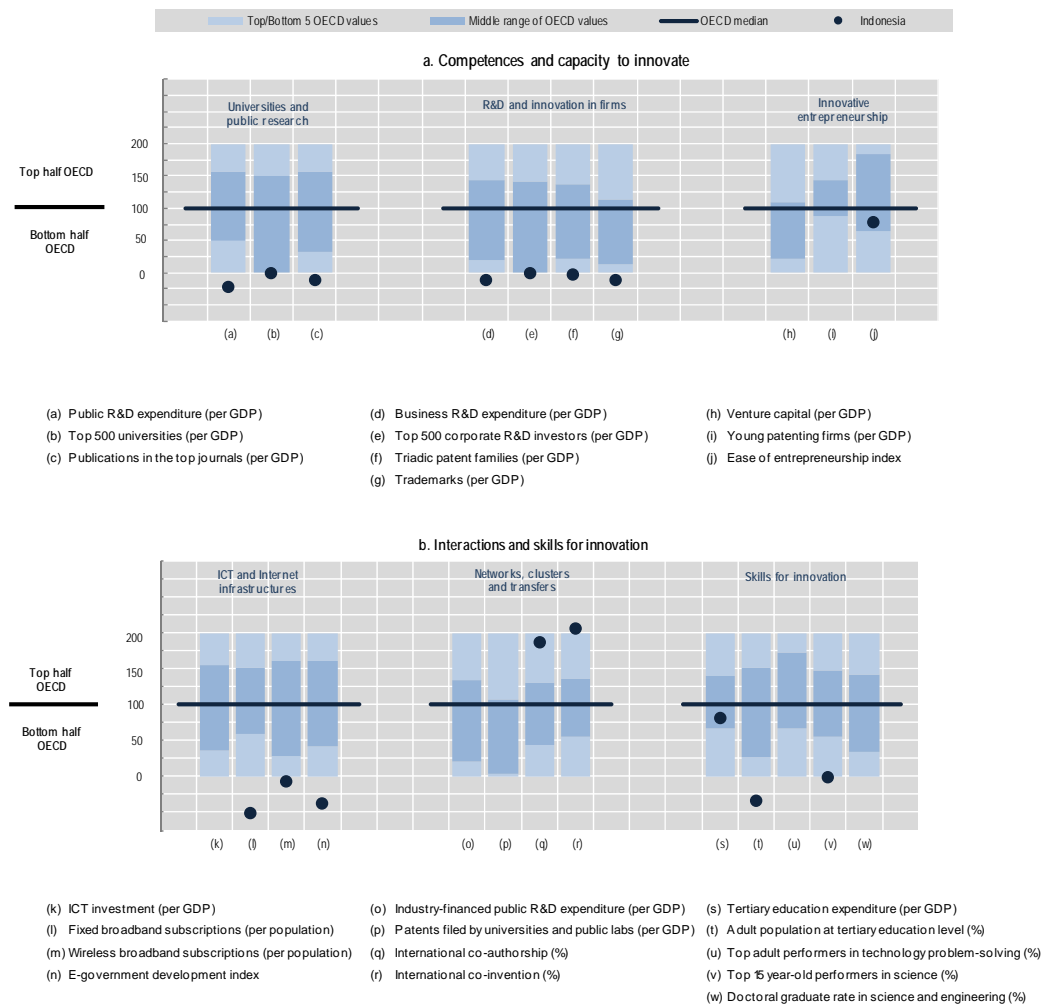 Top/Bottom 5 OECD values
Middle range of OECD values
OECD median
Indonesia
a. Competences and capacity to innovate
Universities and
public research
R&D and innovation in firms
Innovative
entrepreneurship
Top half OECD
Bottom half
OECD
200
150
100
50
0
(a)
(b)
(c)
(d)
(e)
(f)
(g)
(h)
(i)
(j)
(a) Public R&D expenditure (per GDP)
(b) Top 500 universities (per GDP)
(c) Publications in the top journals (per GDP)
(d) Business R&D expenditure (per GDP)
(e) Top 500 corporate R&D investors (per GDP)
(f) Triadic patent families (per GDP)
(g) Trademarks (per GDP)
(h) Venture capital (per GDP)
(i) Young patenting firms (per GDP)
(j) Ease of entrepreneurship index
b. Interactions and skills for innovation
ICT and Internet
infrastructures
Networks, clusters
and transfers
Skills for innovation
Top half
OECD
Bottom half
OECD
200
150
100
50
0
(k)
(l)
(m)
(n)
(o)
(p)
(q)
(r)
(s)
(t)
(u)
(v)
(w)
(k) ICT investment (per GDP)
(l) Fixed broadband subscriptions (per population)
(m) Wireless broadband subscriptions (per population)
(n) E-government development index
(o) Industry-financed public R&D expenditure (per GDP)
(p) Patents filed by universities and public labs (per GDP)
(q) International co-authorship (%)
(r) International co-invention (%)
(s) Tertiary education expenditure (per GDP)
(t) Adult population at tertiary education level (%)
(u) Top adult performers in technology problem-solving (%)
(v) Top 15 year-old performers in science (%)
(w) Doctoral graduate rate in science and engineering (%)